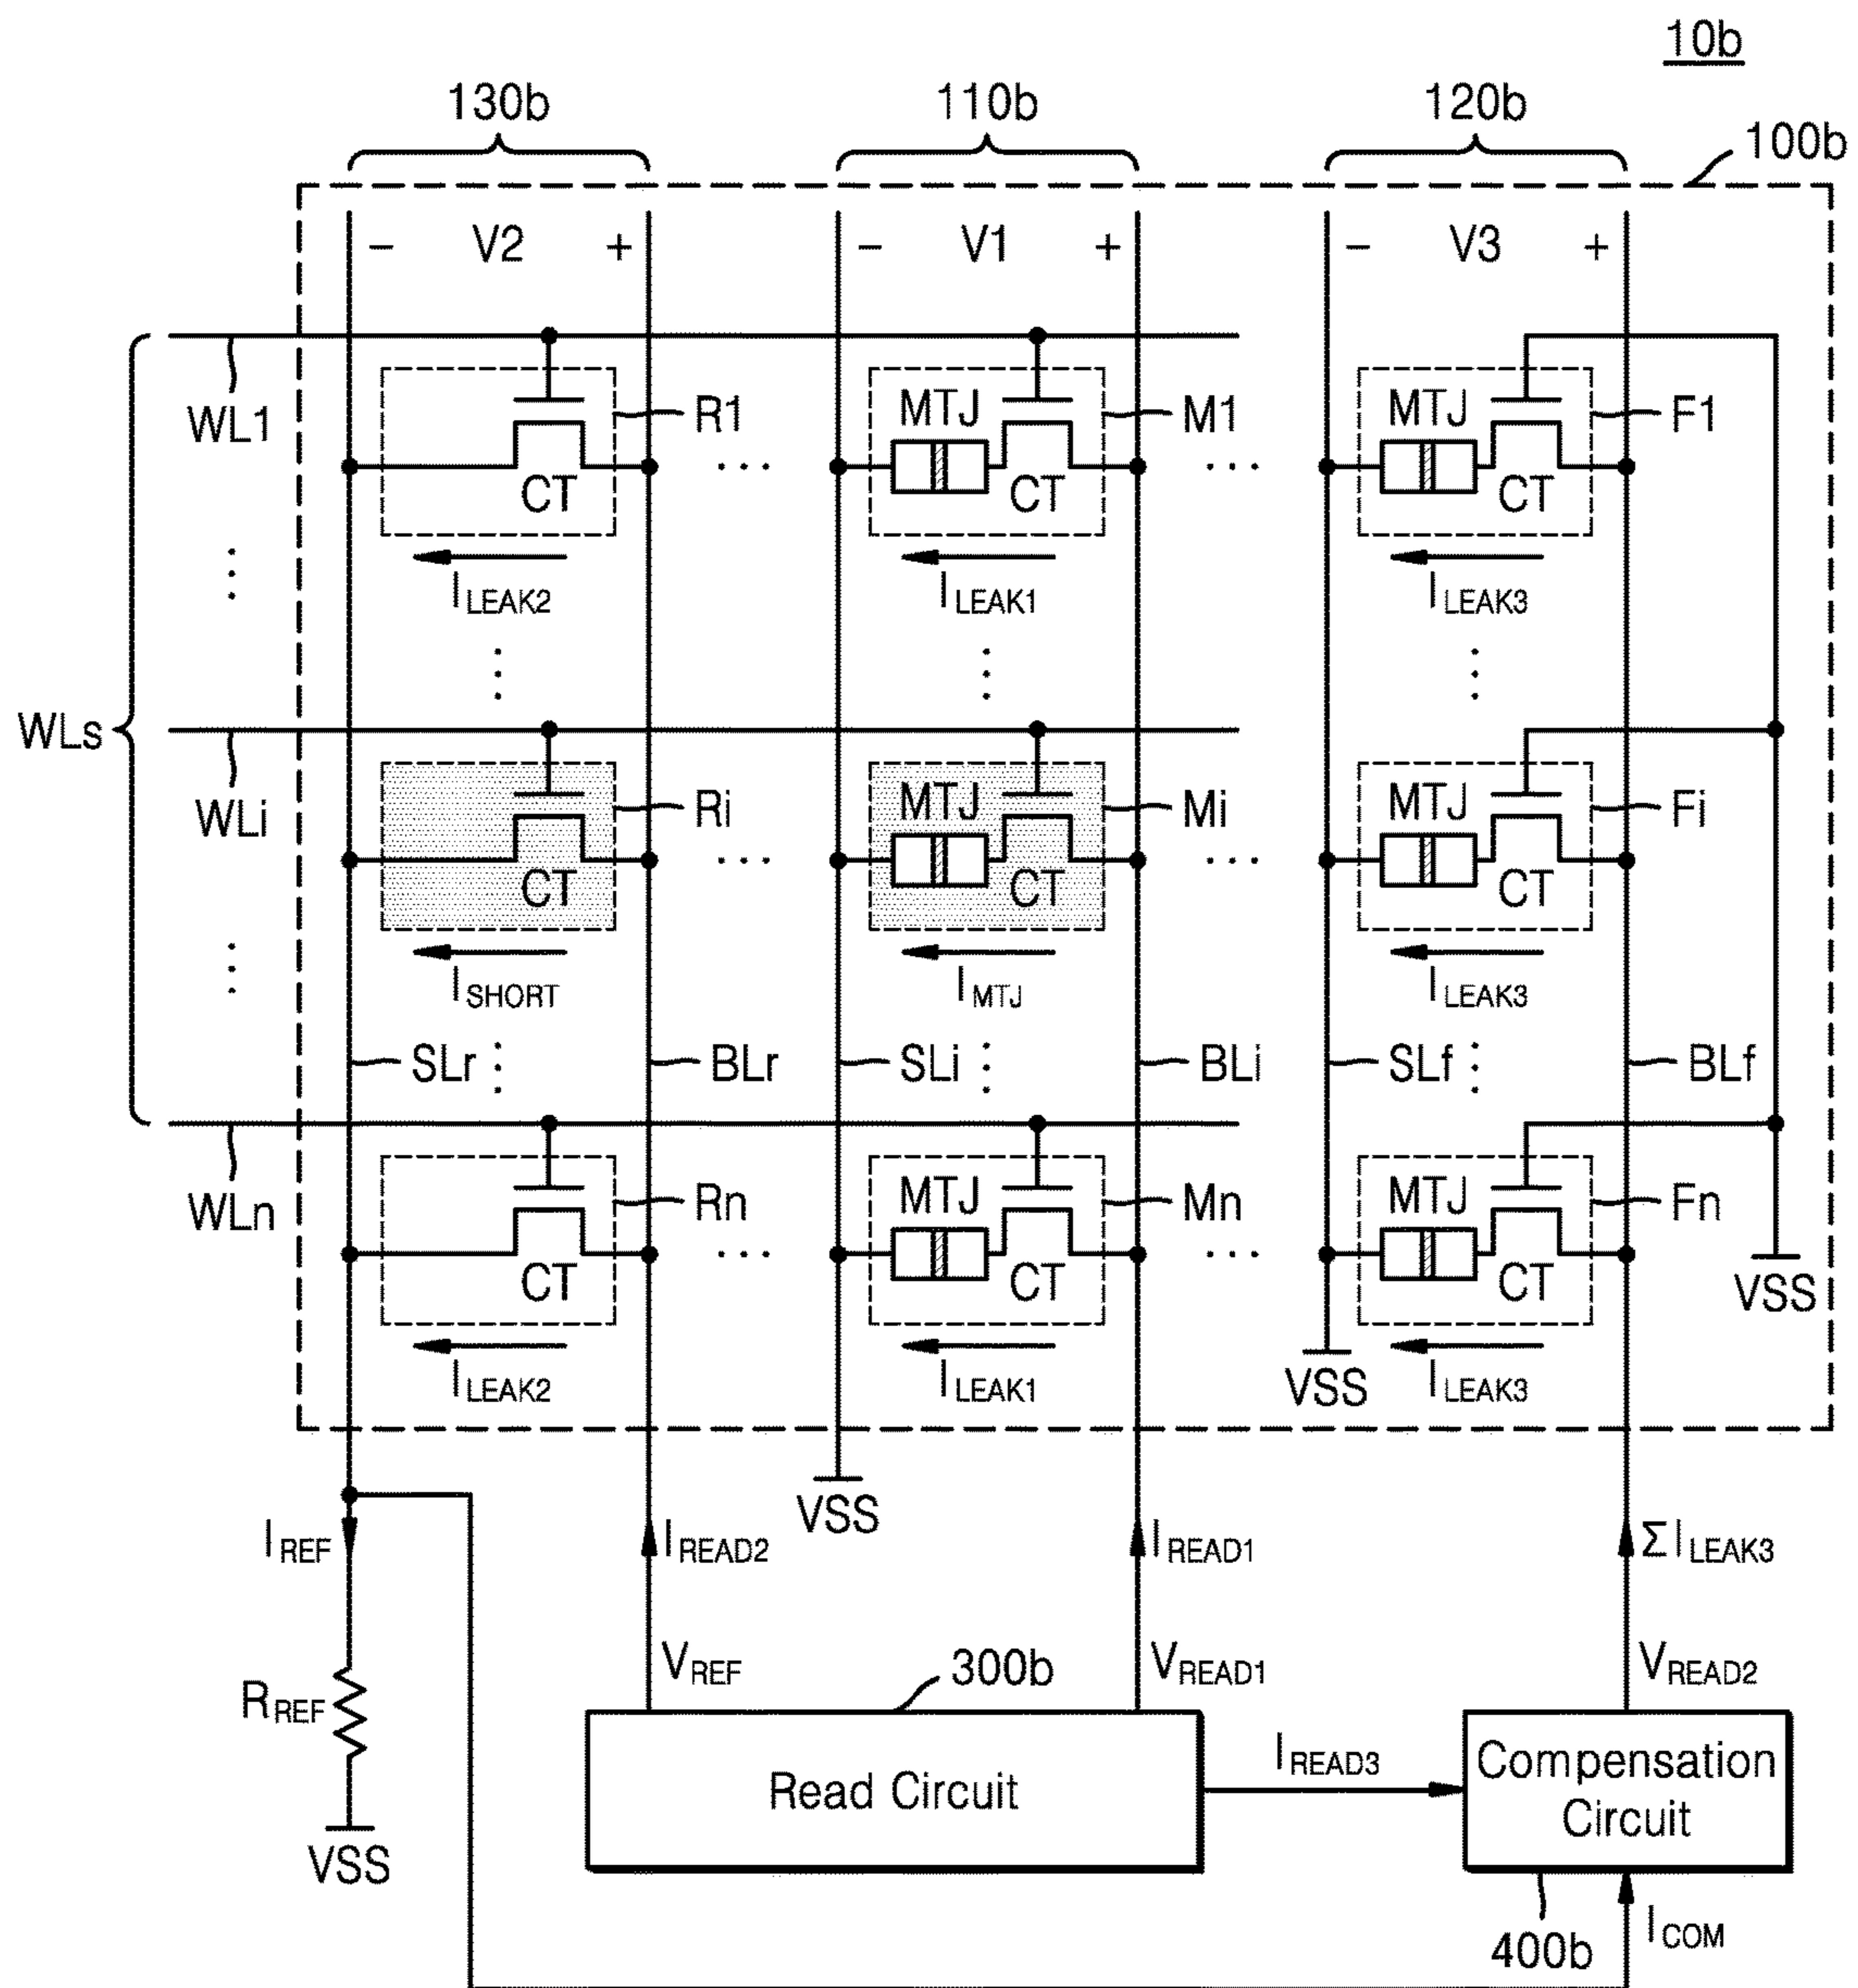 10b
130b 110b 120b
100b
− V2 + − V1 + − V3 +
WL1 R1 MTJ M1 MTJ F1
CT CT CT
I_LEAK2 I_LEAK1 I_LEAK3
WLs
WLi Ri MTJ Mi MTJ Fi
CT CT CT
I_SHORT I_MTJ I_LEAK3
SLr BLr SLi BLi SLf BLf
WLn Rn MTJ Mn MTJ Fn
CT CT CT
VSS
I_LEAK2 I_LEAK1 VSS I_LEAK3
VSS
I_REF I_READ2 I_READ1 ΣI_LEAK3
V_REF 300b V_READ1 V_READ2
R_REF
Read Circuit I_READ3 Compensation
Circuit
VSS
400b I_COM